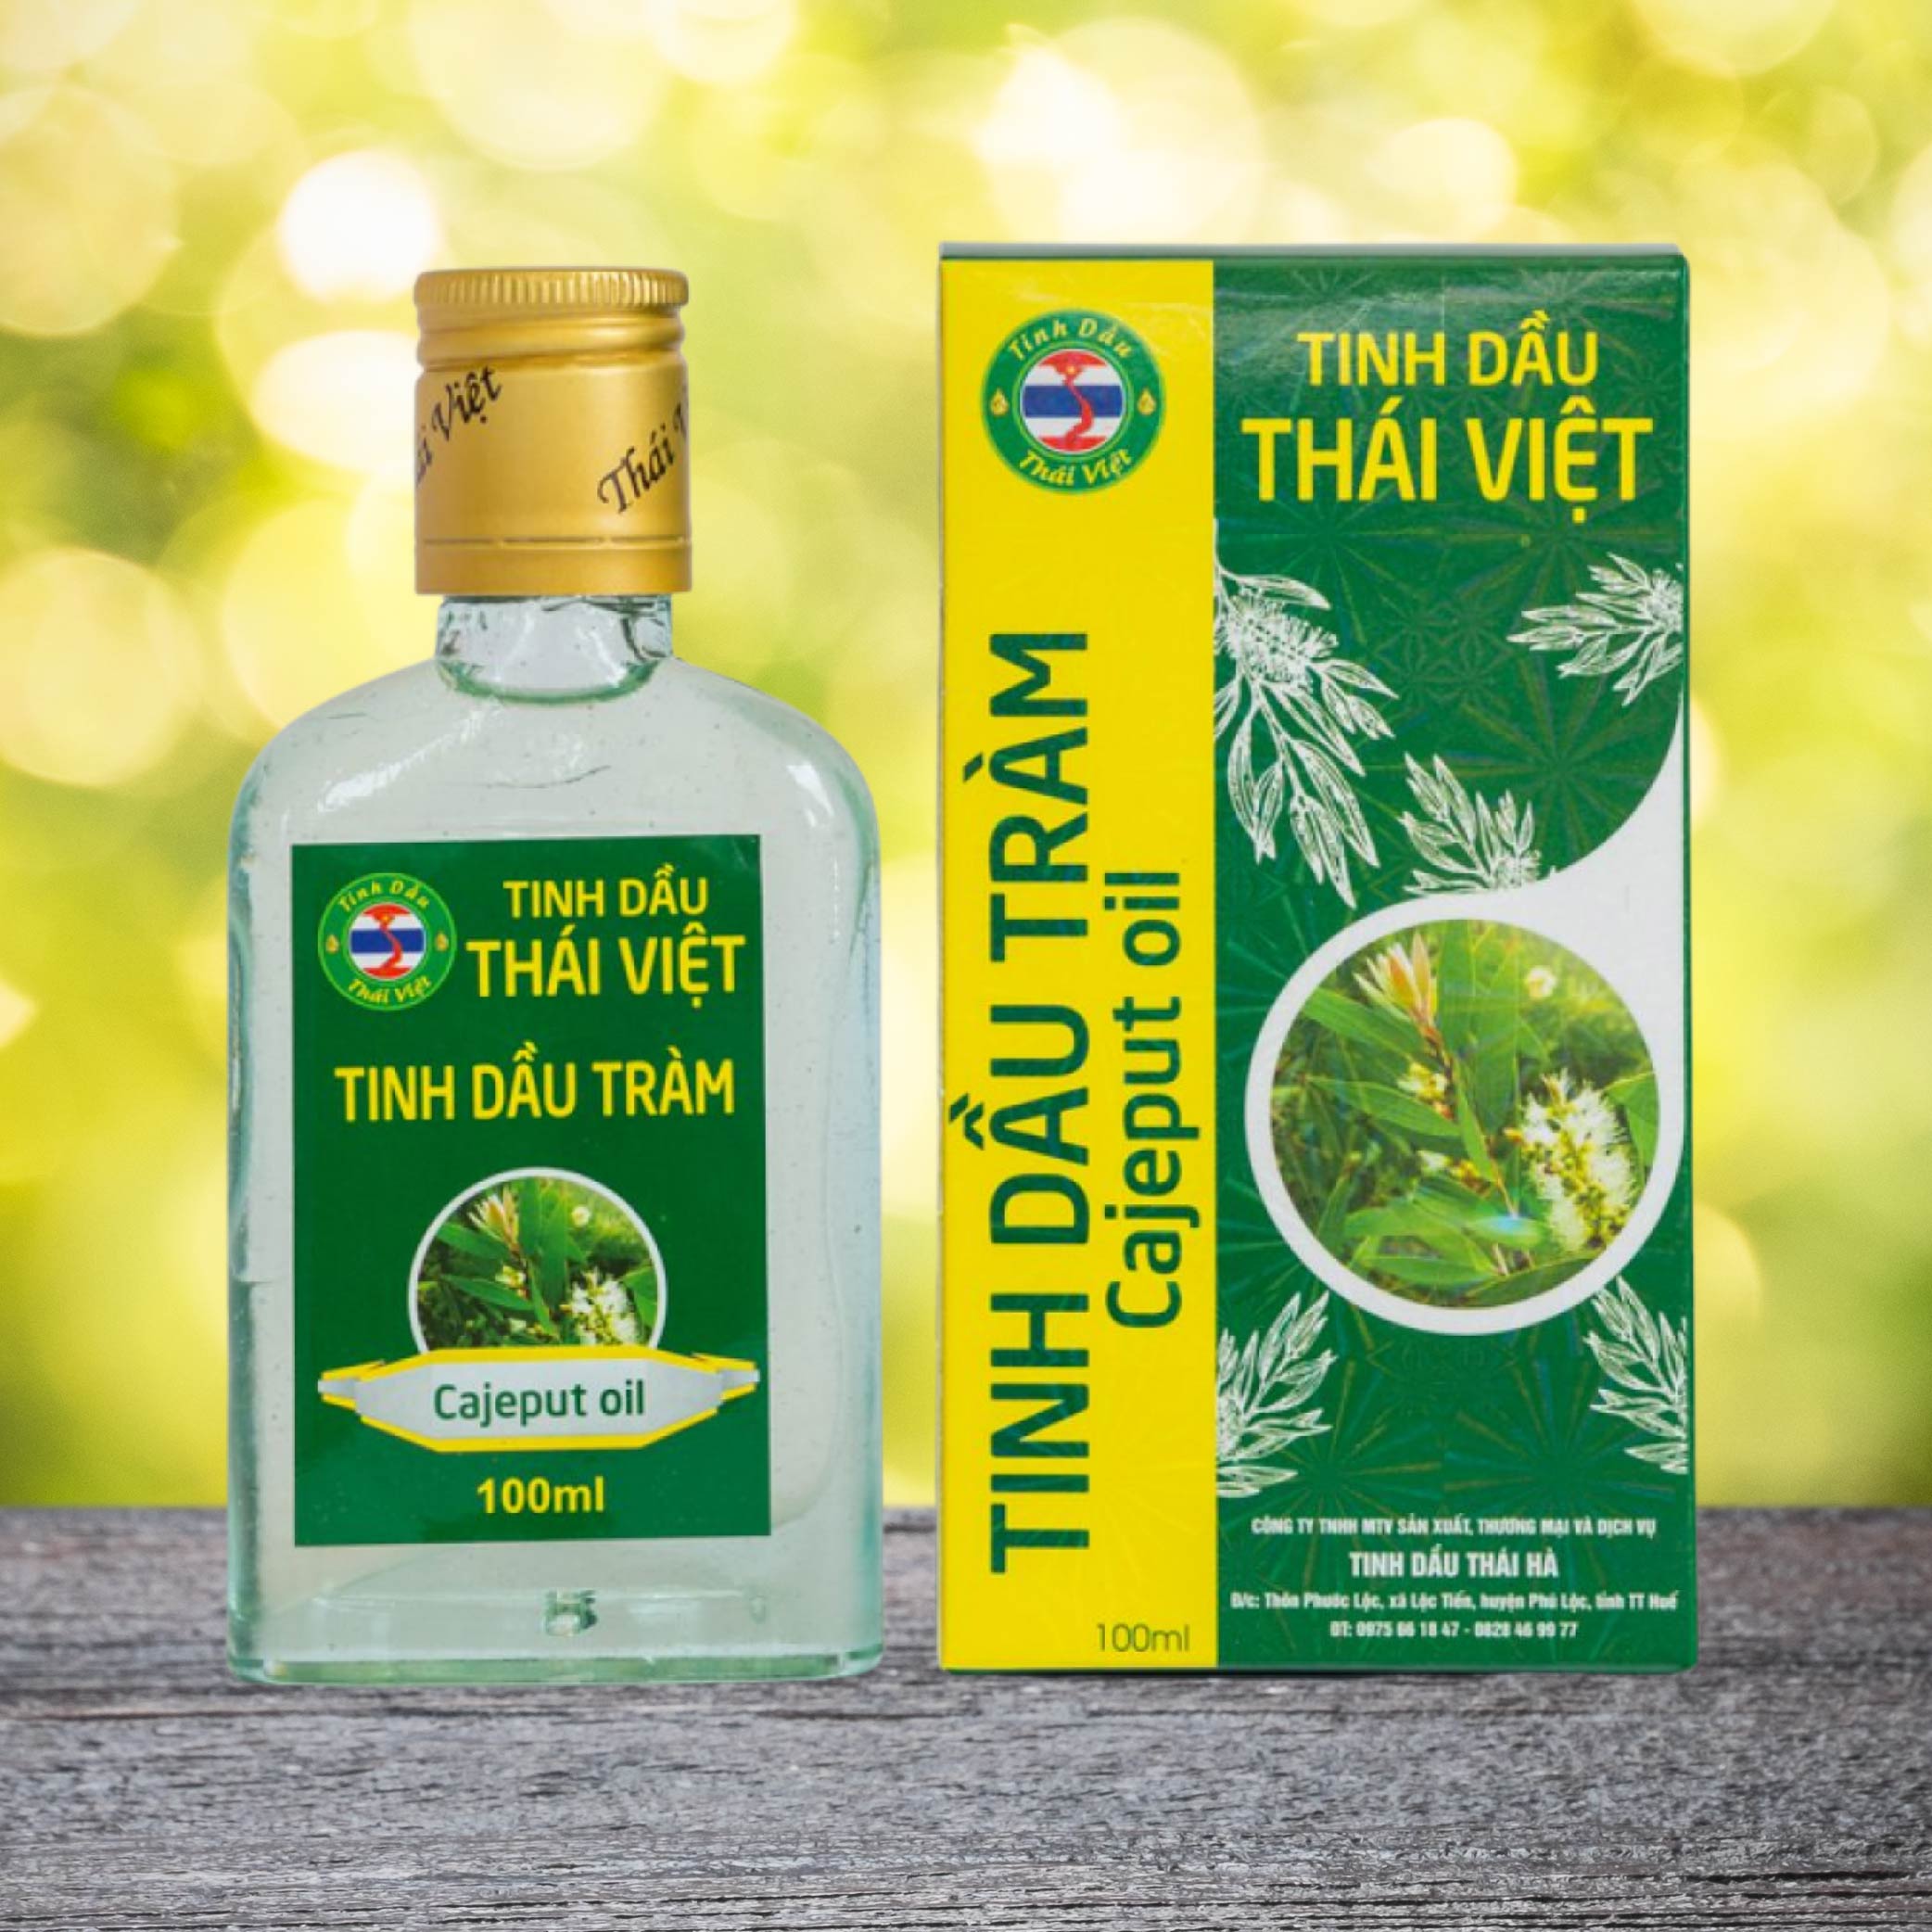 Thái Việt
Thái V
Tinh Dầu
Thái Việt
TINH DẦU
THÁI VIỆT
TINH DẦU TRÀM
Cajeput oil
100ml
Tinh Dầu
Thái Việt
TINH DẦU TRÀM
Cajeput oil
100ml
TINH DẦU
THÁI VIỆT
CÔNG TY TNHH MTV SẢN XUẤT, THƯƠNG MẠI VÀ DỊCH VỤ
TINH DẦU THÁI HÀ
Đ/c: Thôn Phước Lộc, xã Lộc Tiến, huyện Phú Lộc, tỉnh TT Huế
ĐT: 0975 66 18 47 - 0828 46 99 77